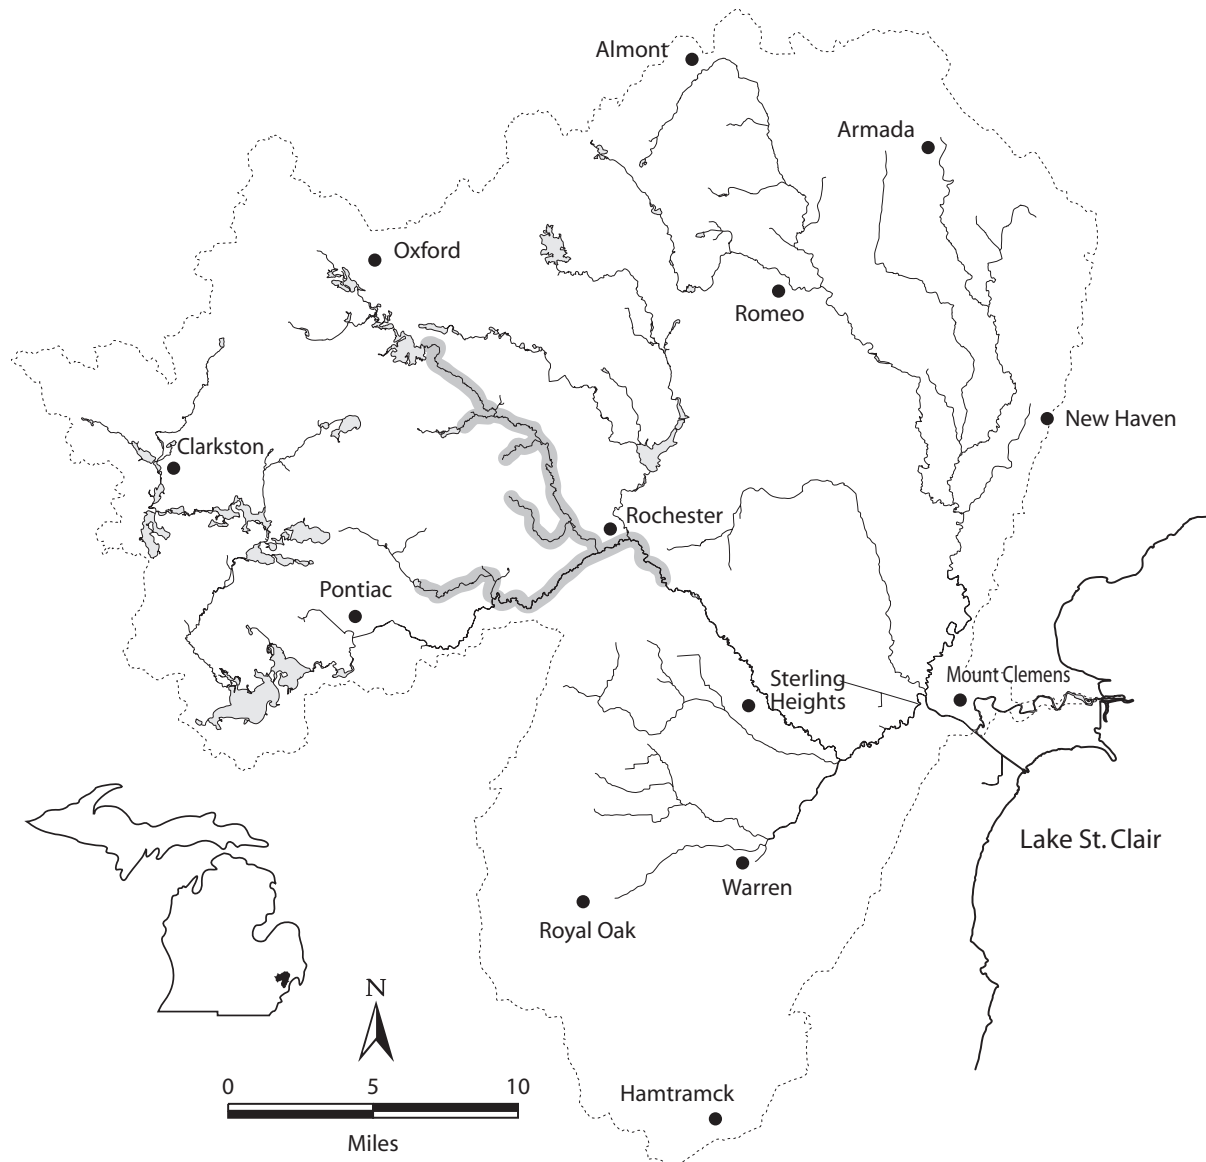 Almont
Armada
Oxford
Romeo
New Haven
Clarkston
Rochester
Pontiac
Mount Clemens
Sterling
Heights
Lake St. Clair
Warren
Royal Oak
N
0 5 10
Miles
Hamtramck